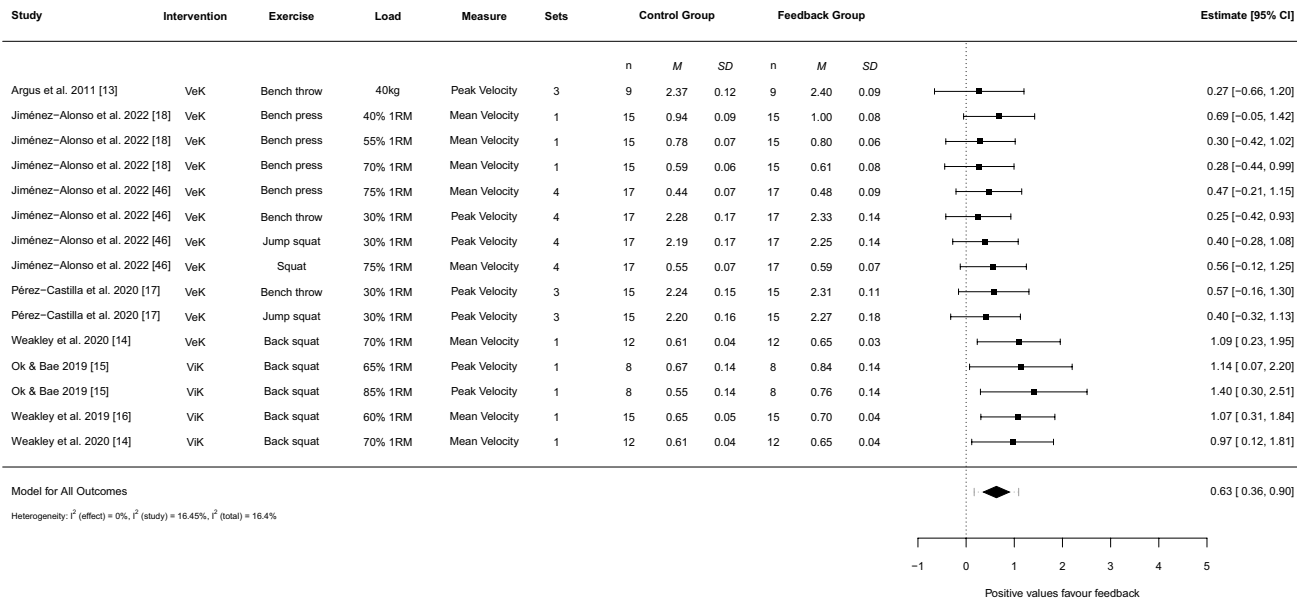 Study Intervention Exercise Load Measure Sets Control Group Feedback Group Estimate [95% CI]
n M SD n M SD
Argus et al. 2011 [13] VeK Bench throw 40kg Peak Velocity 3 9 2.37 0.12 9 2.40 0.09 0.27 [−0.66, 1.20]
Jiménez−Alonso et al. 2022 [18] VeK Bench press 40% 1RM Mean Velocity 1 15 0.94 0.09 15 1.00 0.08 0.69 [−0.05, 1.42]
Jiménez−Alonso et al. 2022 [18] VeK Bench press 55% 1RM Mean Velocity 1 15 0.78 0.07 15 0.80 0.06 0.30 [−0.42, 1.02]
Jiménez−Alonso et al. 2022 [18] VeK Bench press 70% 1RM Mean Velocity 1 15 0.59 0.06 15 0.61 0.08 0.28 [−0.44, 0.99]
Jiménez−Alonso et al. 2022 [46] VeK Bench press 75% 1RM Mean Velocity 4 17 0.44 0.07 17 0.48 0.09 0.47 [−0.21, 1.15]
Jiménez−Alonso et al. 2022 [46] VeK Bench throw 30% 1RM Peak Velocity 4 17 2.28 0.17 17 2.33 0.14 0.25 [−0.42, 0.93]
Jiménez−Alonso et al. 2022 [46] VeK Jump squat 30% 1RM Peak Velocity 4 17 2.19 0.17 17 2.25 0.14 0.40 [−0.28, 1.08]
Jiménez−Alonso et al. 2022 [46] VeK Squat 75% 1RM Mean Velocity 4 17 0.55 0.07 17 0.59 0.07 0.56 [−0.12, 1.25]
Pérez−Castilla et al. 2020 [17] VeK Bench throw 30% 1RM Peak Velocity 3 15 2.24 0.15 15 2.31 0.11 0.57 [−0.16, 1.30]
Pérez−Castilla et al. 2020 [17] VeK Jump squat 30% 1RM Peak Velocity 3 15 2.20 0.16 15 2.27 0.18 0.40 [−0.32, 1.13]
Weakley et al. 2020 [14] VeK Back squat 70% 1RM Mean Velocity 1 12 0.61 0.04 12 0.65 0.03 1.09 [ 0.23, 1.95]
Ok & Bae 2019 [15] ViK Back squat 65% 1RM Peak Velocity 1 8 0.67 0.14 8 0.84 0.14 1.14 [ 0.07, 2.20]
Ok & Bae 2019 [15] ViK Back squat 85% 1RM Peak Velocity 1 8 0.55 0.14 8 0.76 0.14 1.40 [ 0.30, 2.51]
Weakley et al. 2019 [16] ViK Back squat 60% 1RM Mean Velocity 1 15 0.65 0.05 15 0.70 0.04 1.07 [ 0.31, 1.84]
Weakley et al. 2020 [14] ViK Back squat 70% 1RM Mean Velocity 1 12 0.61 0.04 12 0.65 0.04 0.97 [ 0.12, 1.81]
Model for All Outcomes 0.63 [ 0.36, 0.90]
Heterogeneity: I² (effect) = 0%, I² (study) = 16.45%, I² (total) = 16.4%
−1 0 1 2 3 4 5
Positive values favour feedback